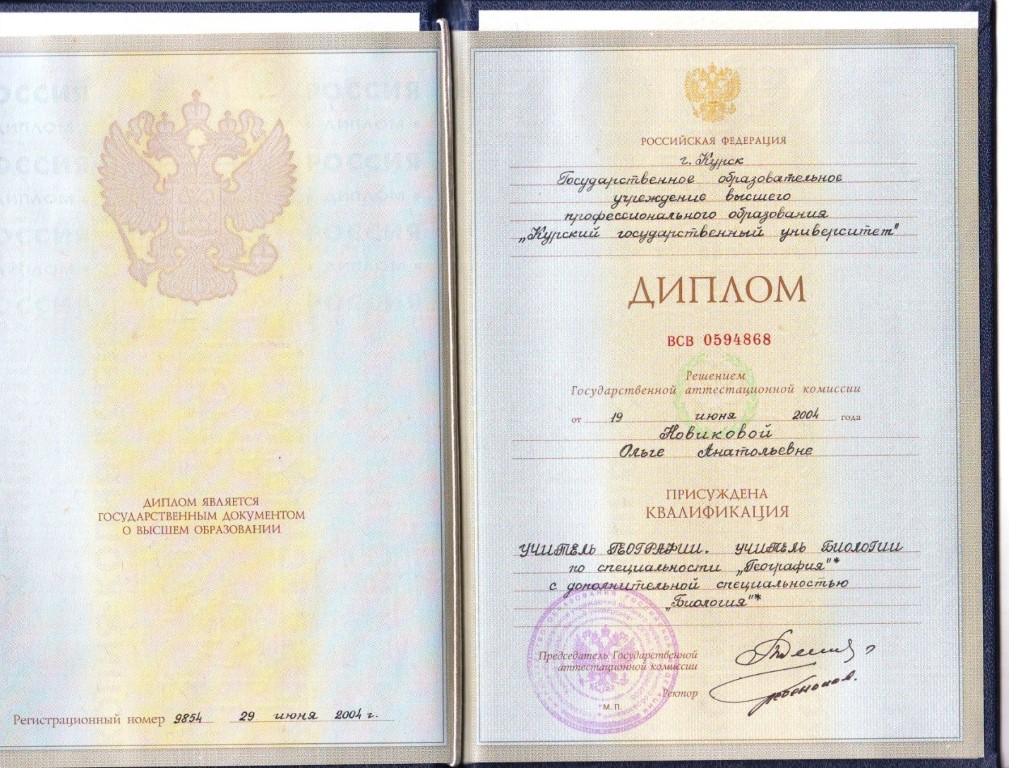 ДИПЛОМ ЯВЛЯЕТСЯ
ГОСУДАРСТВЕННЫМ ДОКУМЕНТОМ
О ВЫСШЕМ ОБРАЗОВАНИИ
Регистрационный номер 9854 29 июня 2004 г.
РОССИЙСКАЯ ФЕДЕРАЦИЯ
г. Курск
Государственное образовательное
учреждение высшего
профессионального образования
„Курский государственный университет"
ДИПЛОМ
ВСВ 0594868
Решением
Государственной аттестационной комиссии
от 19 июня 2004 года
Новиковой
Ольге Анатольевне
ПРИСУЖДЕНА
КВАЛИФИКАЦИЯ
УЧИТЕЛЬ ГЕОГРАФИИ. УЧИТЕЛЬ БИОЛОГИИ
по специальности „География"*
с дополнительной специальностью
„Биология"*
Председатель Государственной
аттестационной комиссии
Ректор
М. П.